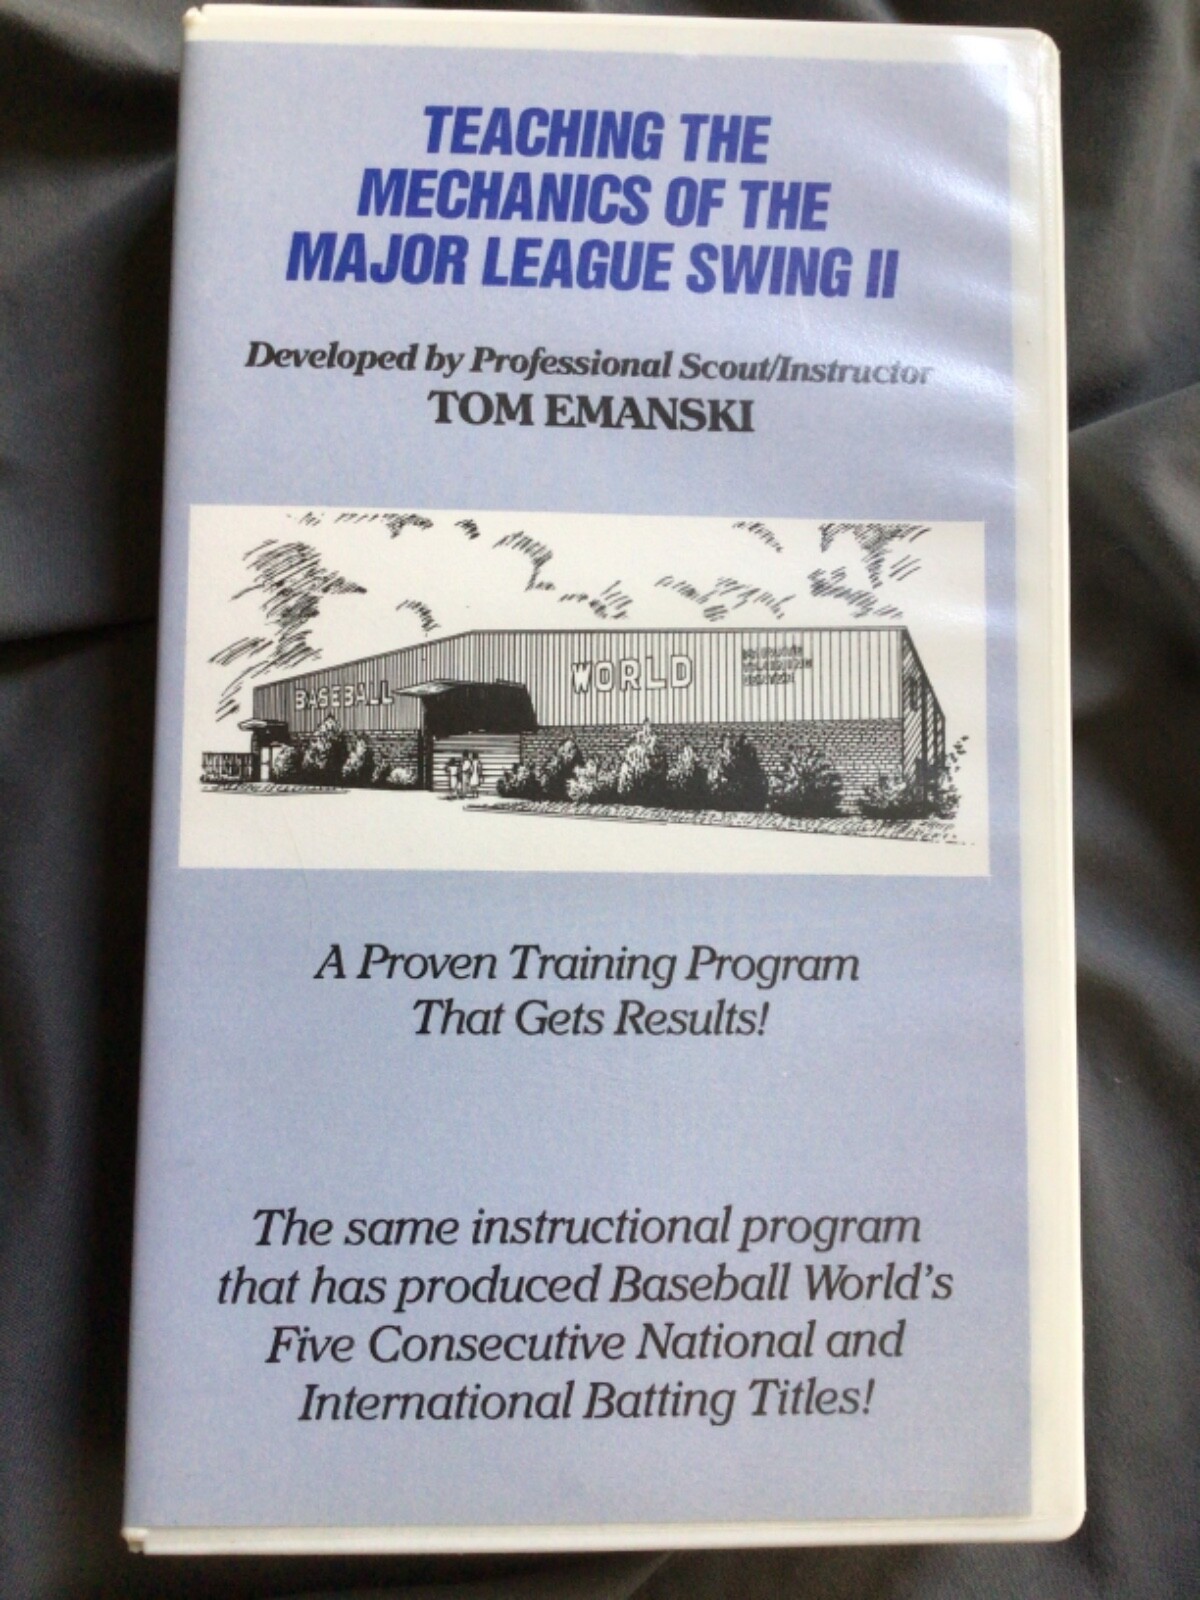 TEACHING THE
MECHANICS OF THE
MAJOR LEAGUE SWING II
Developed by Professional Scout/Instructor
TOM EMANSKI
BASEBALL
WORLD
A Proven Training Program
That Gets Results!
The same instructional program
that has produced Baseball World's
Five Consecutive National and
International Batting Titles!